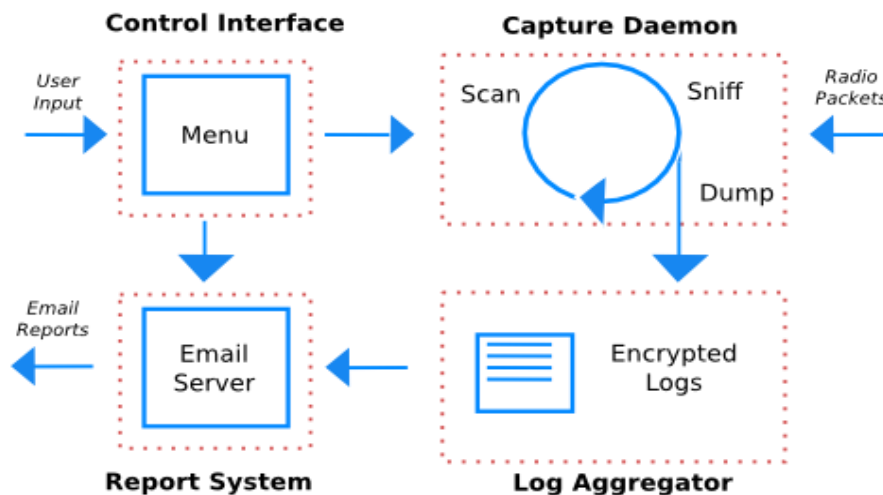 Control Interface
Capture Daemon
User
Input
Menu
Scan
Sniff
Dump
Radio
Packets
Email
Reports
Email
Server
Encrypted
Logs
Report System
Log Aggregator